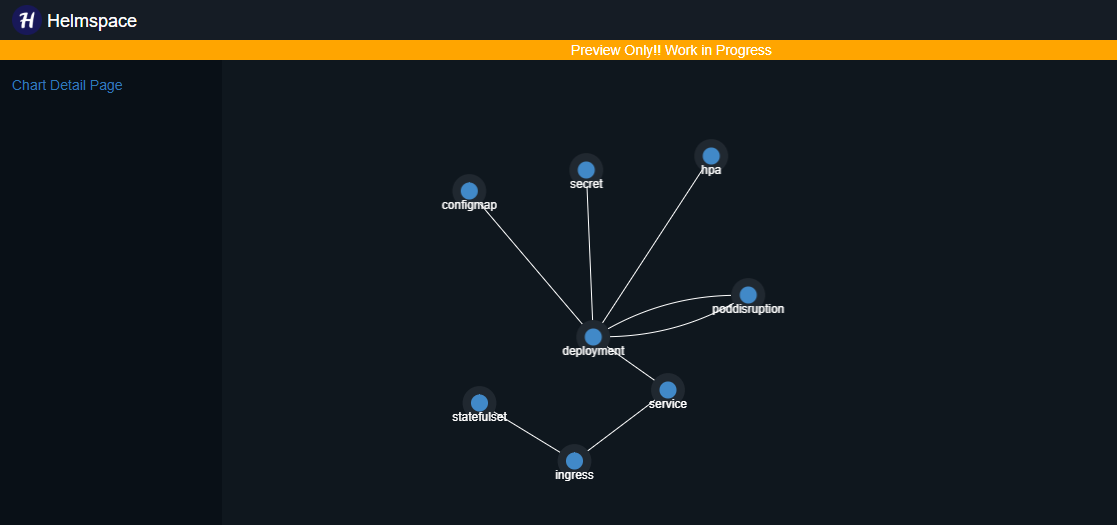 H Helmspace
Preview Only!! Work in Progress
Chart Detail Page
hpa
secret
configmap
poddisruption
deployment
service
statefulset
ingress